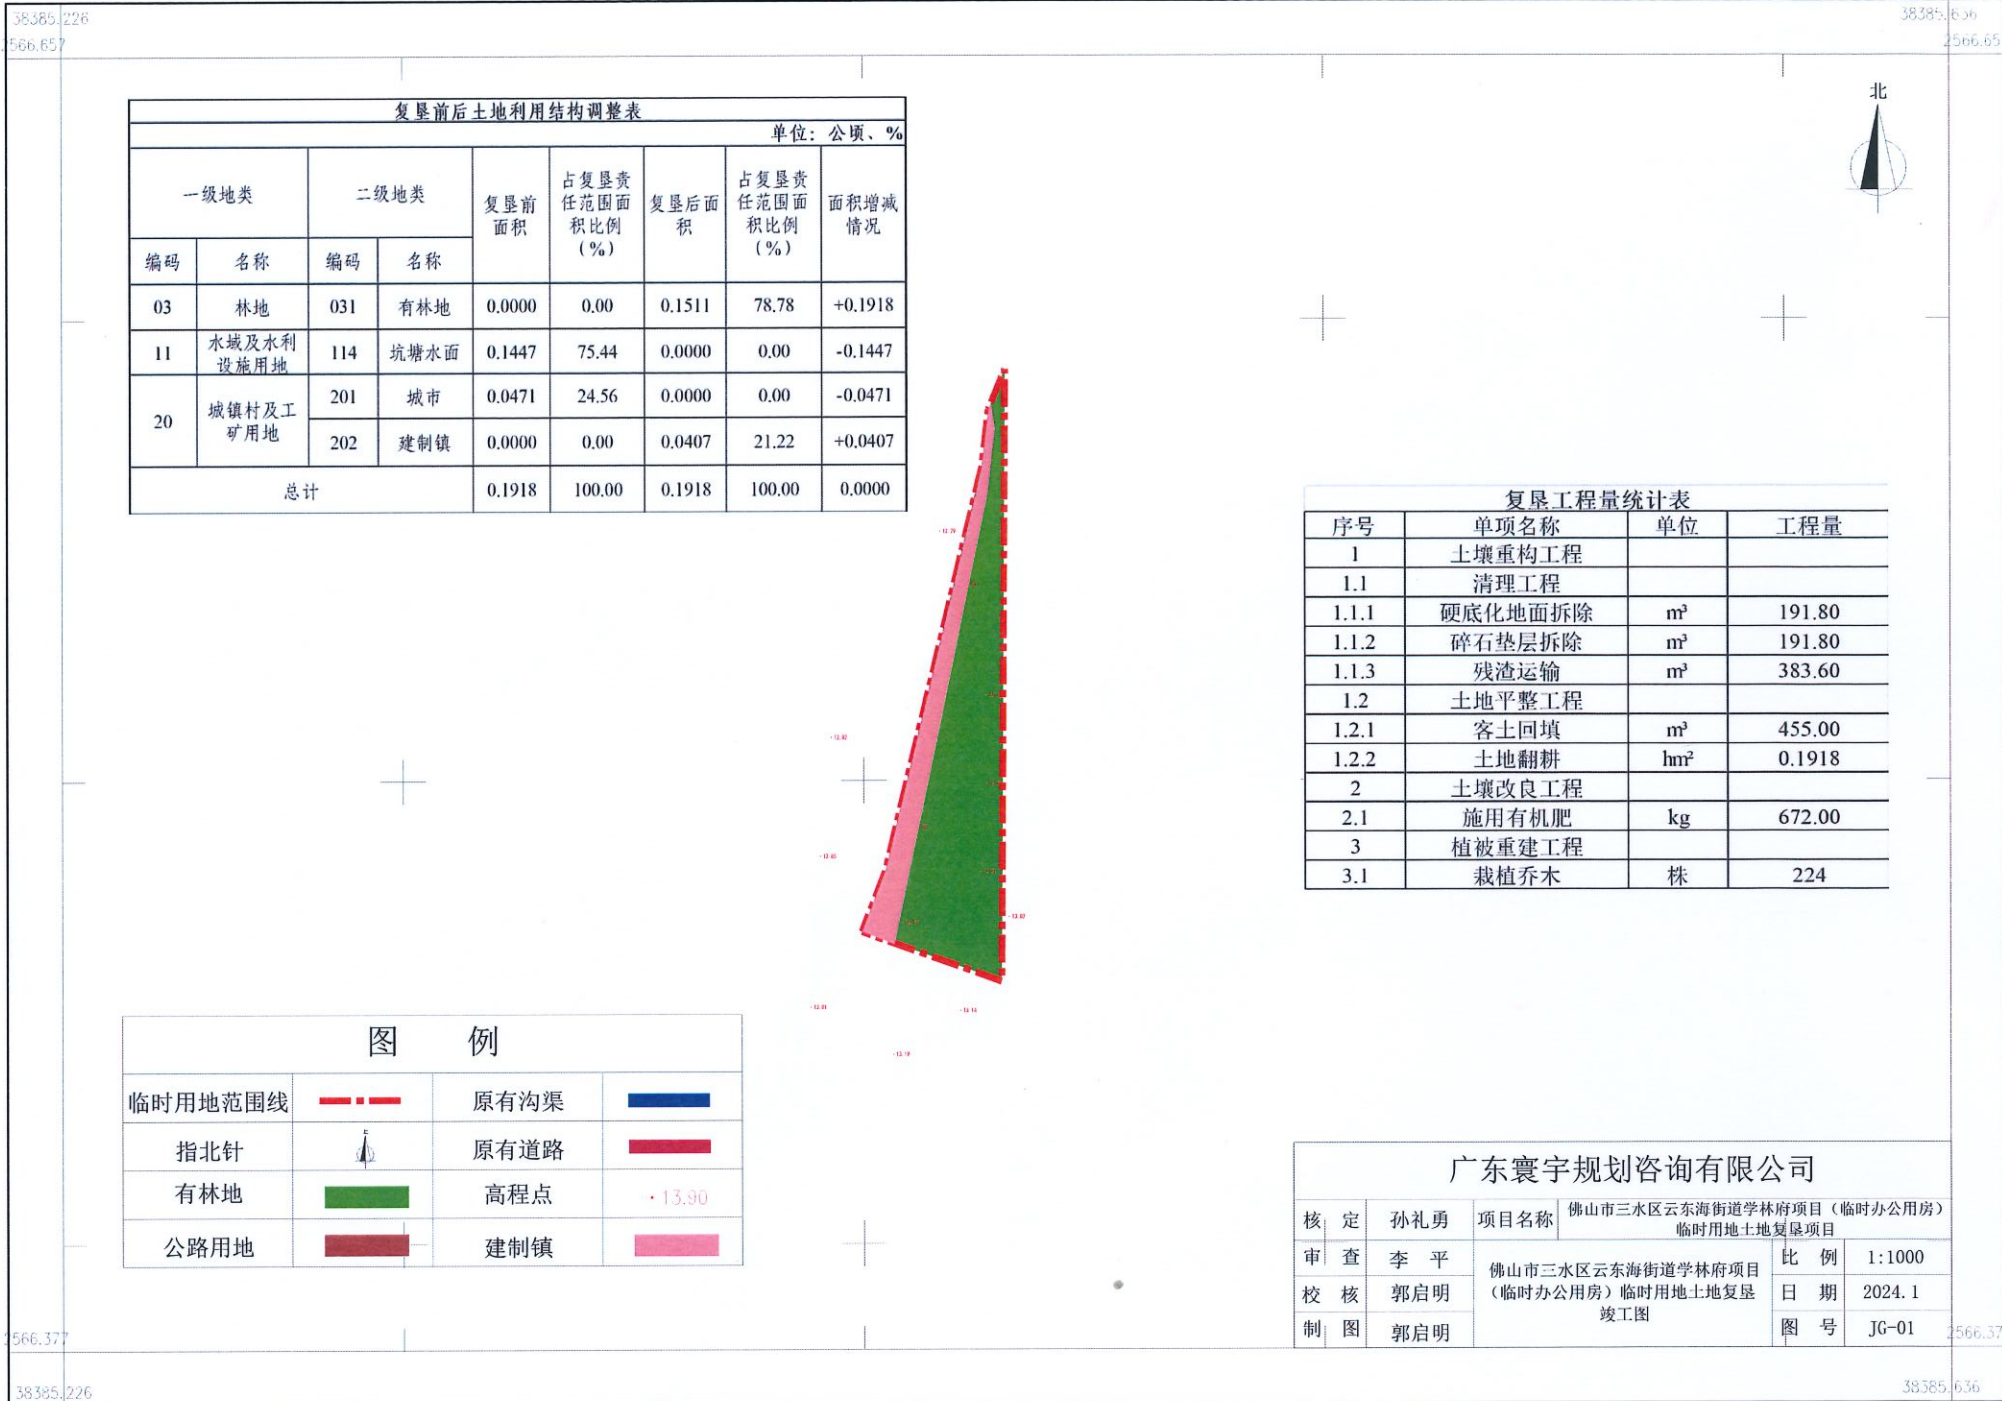 38385.226
38385.636
2566.657
2566.65
北
复垦前后土地利用结构调整表
单位：公顷、%
一级地类 二级地类 复垦前面积 占复垦责任范围面积比例（%） 复垦后面积 占复垦责任范围面积比例（%） 面积增减情况
编码 名称 编码 名称
03 林地 031 有林地 0.0000 0.00 0.1511 78.78 +0.1918
11 水域及水利设施用地 114 坑塘水面 0.1447 75.44 0.0000 0.00 -0.1447
20 城镇村及工矿用地 201 城市 0.0471 24.56 0.0000 0.00 -0.0471
202 建制镇 0.0000 0.00 0.0407 21.22 +0.0407
总计 0.1918 100.00 0.1918 100.00 0.0000
复垦工程量统计表
序号 单项名称 单位 工程量
1 土壤重构工程
1.1 清理工程
1.1.1 硬底化地面拆除 m³ 191.80
1.1.2 碎石垫层拆除 m³ 191.80
1.1.3 残渣运输 m³ 383.60
1.2 土地平整工程
1.2.1 客土回填 m³ 455.00
1.2.2 土地翻耕 hm² 0.1918
2 土壤改良工程
2.1 施用有机肥 kg 672.00
3 植被重建工程
3.1 栽植乔木 株 224
图 例
临时用地范围线 原有沟渠
指北针 原有道路
有林地 高程点 ·13.90
公路用地 建制镇
广东寰宇规划咨询有限公司
核 定 孙礼勇 项目名称 佛山市三水区云东海街道学林府项目（临时办公用房）
临时用地土地复垦项目
审 查 李 平 佛山市三水区云东海街道学林府项目 比 例 1:1000
校 核 郭启明 （临时办公用房）临时用地土地复垦 日 期 2024.1
竣工图
制 图 郭启明 图 号 JG-01
2566.377
2566.37
38385.226
38385.636